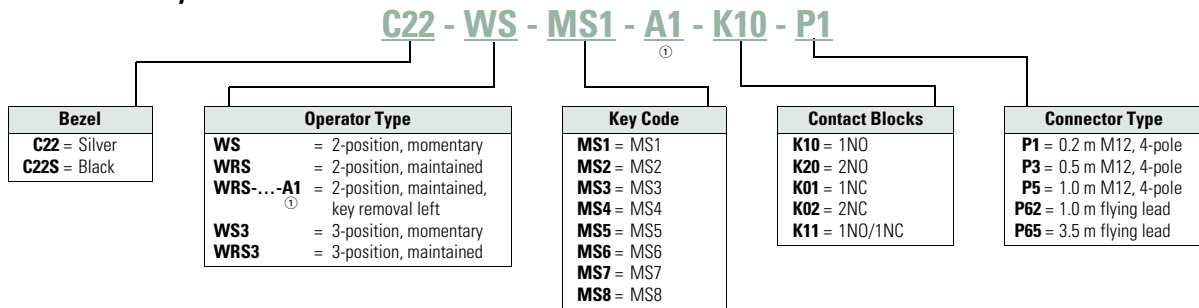 C22 - WS - MS1 - A1 - K10 - P1
①
Bezel
C22 = Silver
C22S = Black
Operator Type
WS = 2-position, momentary
WRS = 2-position, maintained
WRS-...-A1 = 2-position, maintained,
① key removal left
WS3 = 3-position, momentary
WRS3 = 3-position, maintained
Key Code
MS1 = MS1
MS2 = MS2
MS3 = MS3
MS4 = MS4
MS5 = MS5
MS6 = MS6
MS7 = MS7
MS8 = MS8
Contact Blocks
K10 = 1NO
K20 = 2NO
K01 = 1NC
K02 = 2NC
K11 = 1NO/1NC
Connector Type
P1 = 0.2 m M12, 4-pole
P3 = 0.5 m M12, 4-pole
P5 = 1.0 m M12, 4-pole
P62 = 1.0 m flying lead
P65 = 3.5 m flying lead